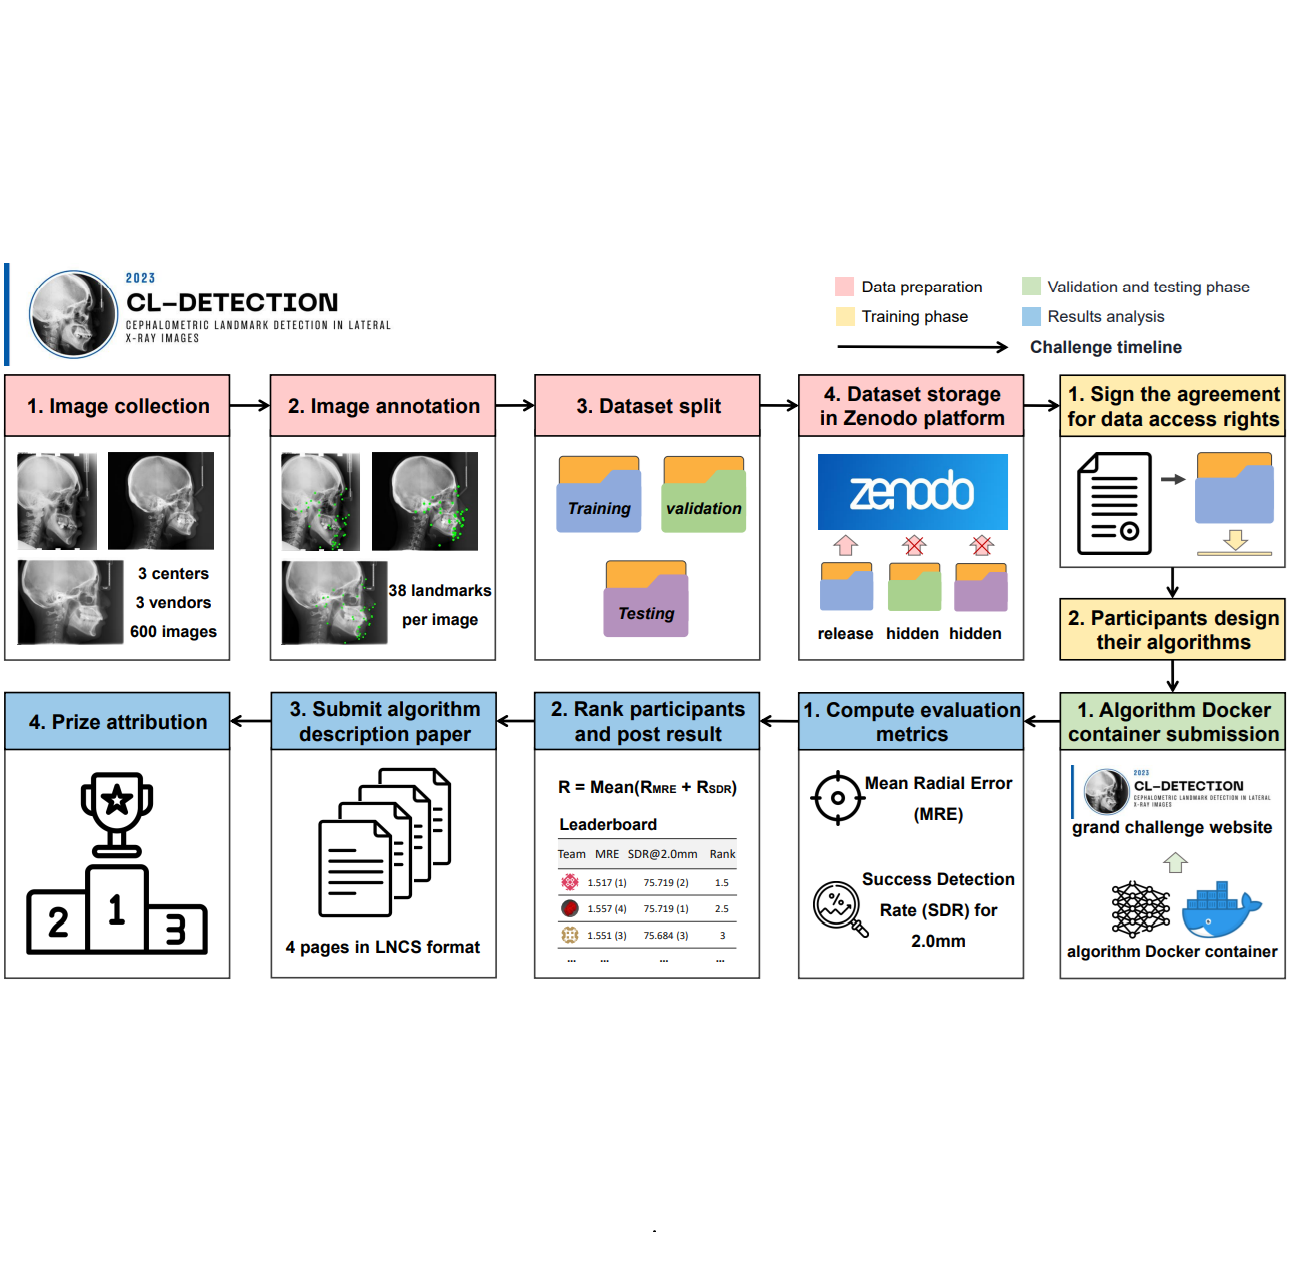 2023
CL-DETECTION
CEPHALOMETRIC LANDMARK DETECTION IN LATERAL
X-RAY IMAGES
Data preparation
Validation and testing phase
Training phase
Results analysis
Challenge timeline
1. Image collection
3 centers
3 vendors
600 images
2. Image annotation
38 landmarks
per image
3. Dataset split
Training
validation
Testing
4. Dataset storage
in Zenodo platform
zenodo
release
hidden
hidden
1. Sign the agreement
for data access rights
2. Participants design
their algorithms
1. Algorithm Docker
container submission
2023
CL-DETECTION
CEPHALOMETRIC LANDMARK DETECTION IN LATERAL
X-RAY IMAGES
grand challenge website
algorithm Docker container
1. Compute evaluation
metrics
Mean Radial Error
(MRE)
%
Success Detection
Rate (SDR) for
2.0mm
2. Rank participants
and post result
R = Mean(RMRE + RSDR)
Leaderboard
Team MRE SDR@2.0mm Rank
1.517 (1) 75.719 (2) 1.5
1.557 (4) 75.719 (1) 2.5
1.551 (3) 75.684 (3) 3
... ... ... ...
3. Submit algorithm
description paper
4 pages in LNCS format
4. Prize attribution
2 1 3
.